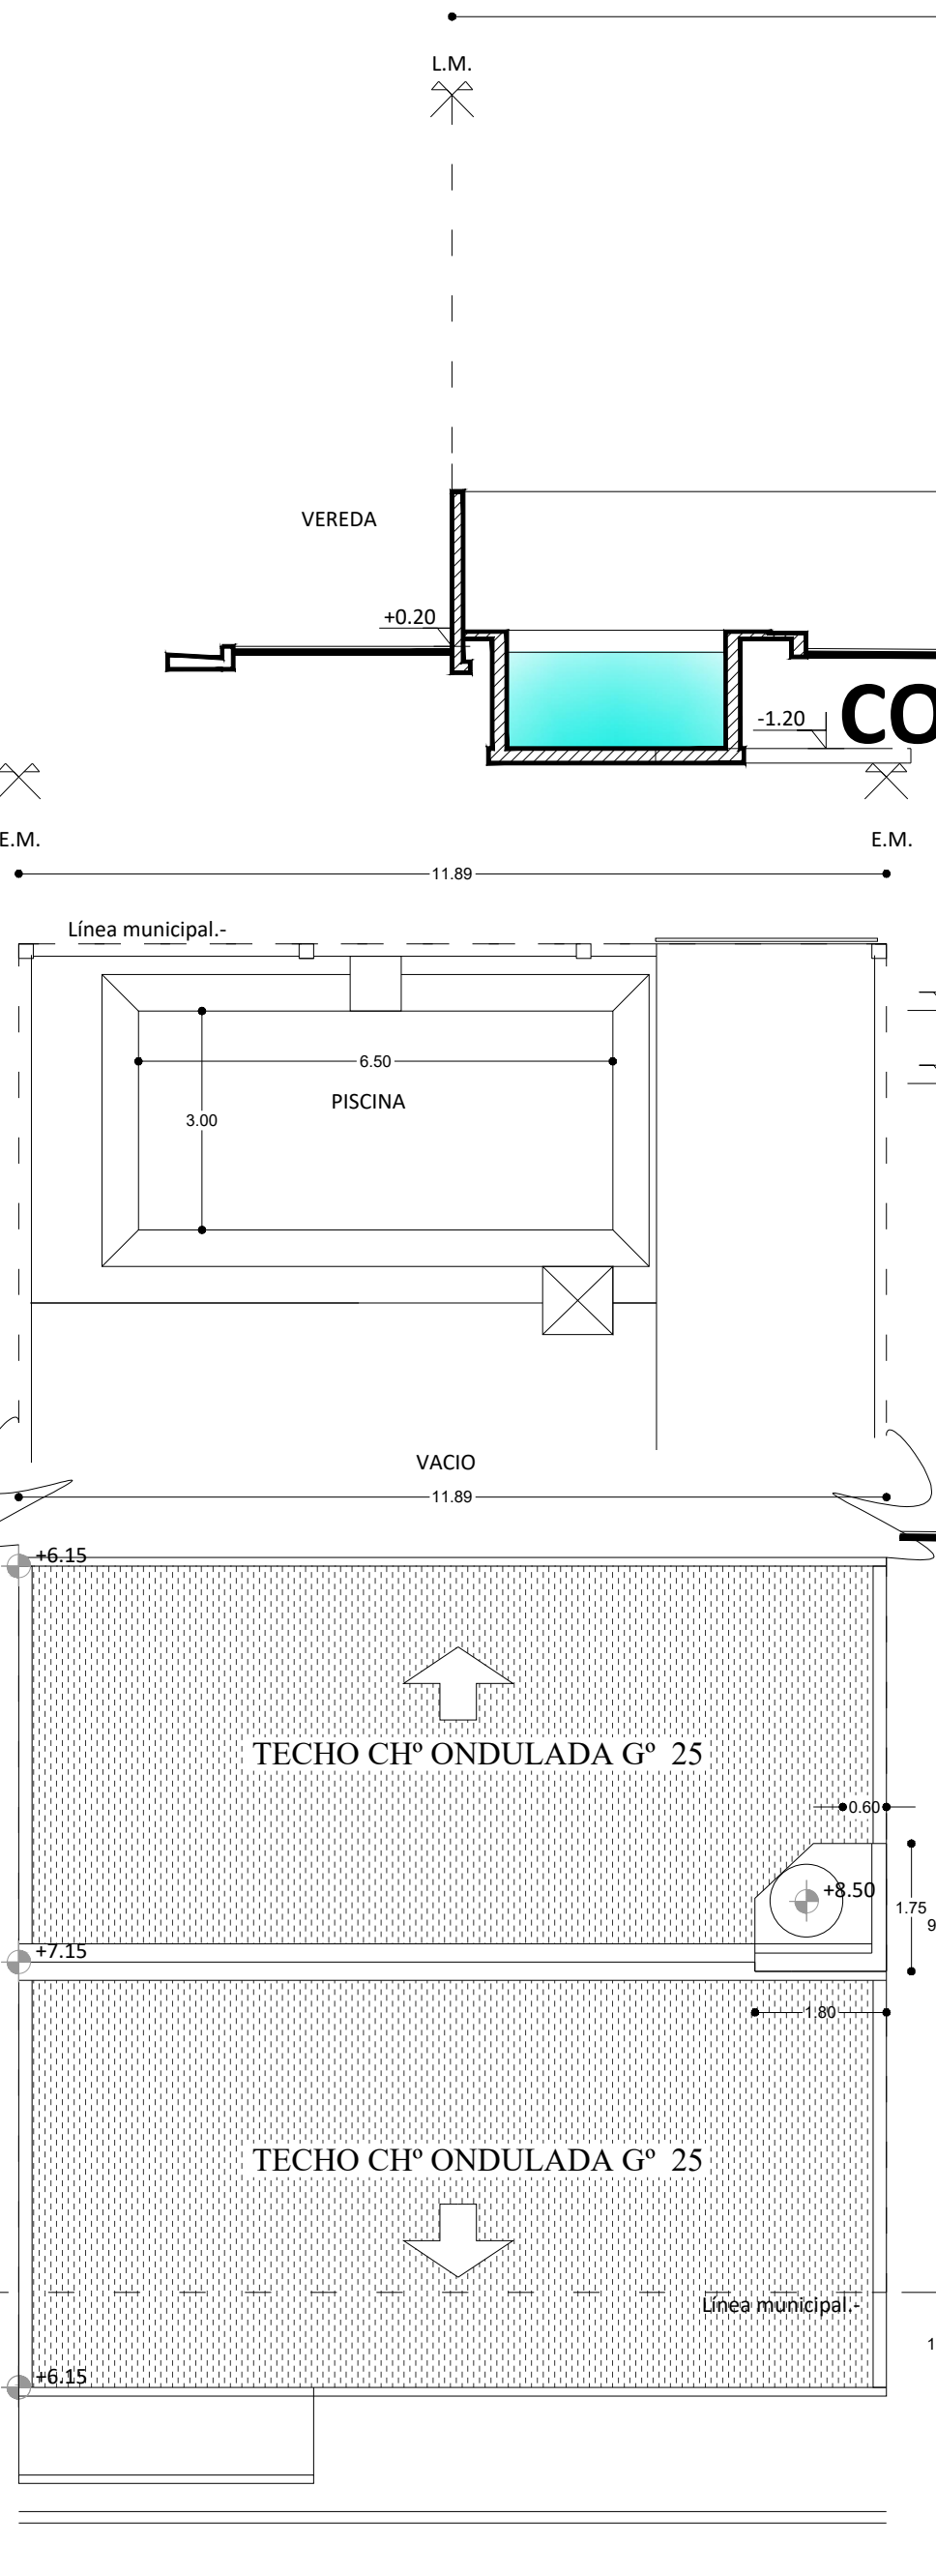 L.M.
VEREDA
+0.20
-1.20
CO
E.M.
E.M.
11.89
Línea municipal.-
6.50
PISCINA
3.00
VACIO
11.89
+6.15
TECHO CHº ONDULADA Gº 25
0.60
+8.50
1.75
9
+7.15
1.80
TECHO CHº ONDULADA Gº 25
Línea municipal.-
1
+6.15